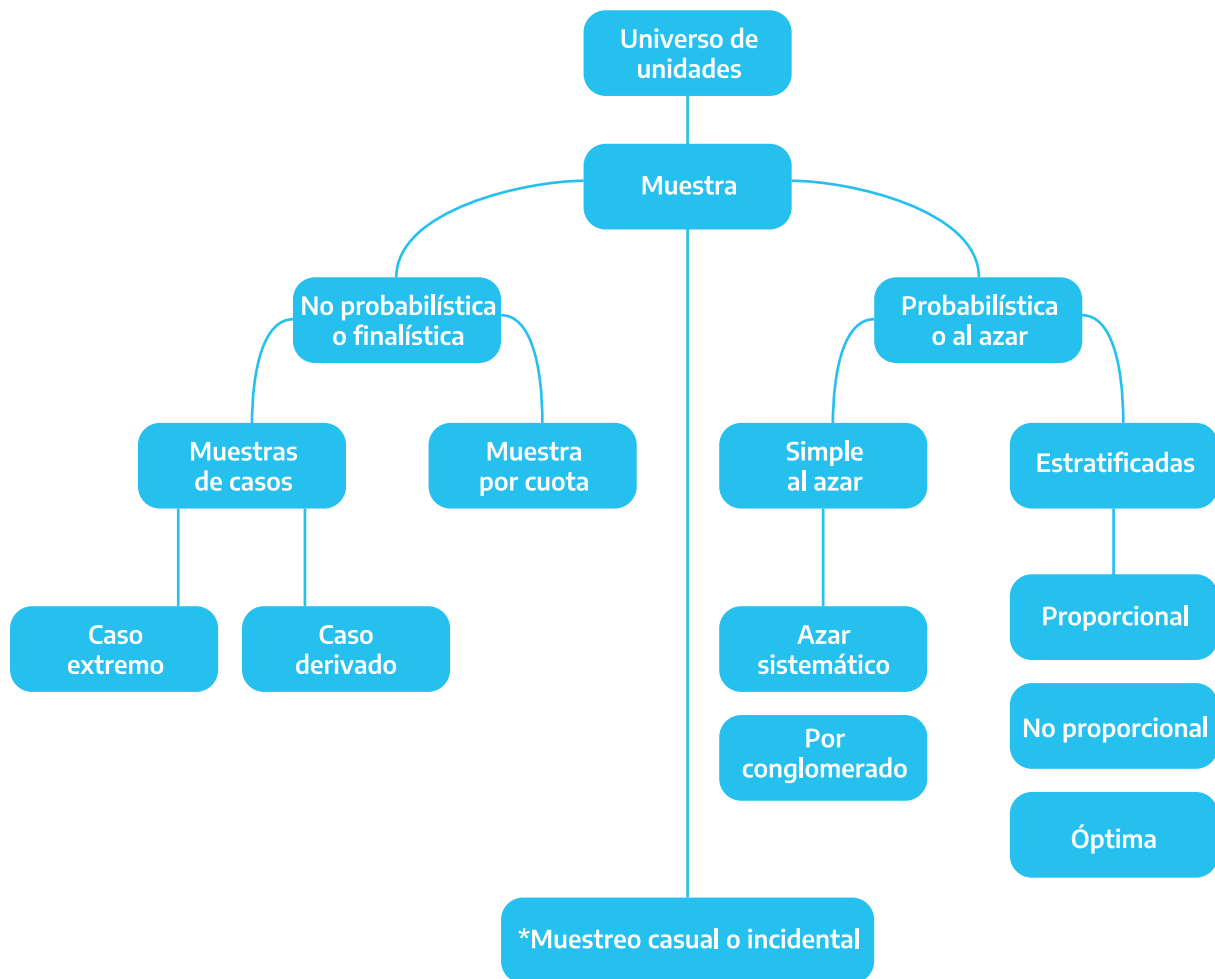 Universo de
unidades
Muestra
No probabilística
o finalística
Probabilística
o al azar
Muestras
de casos
Muestra
por cuota
Simple
al azar
Estratificadas
Caso
extremo
Caso
derivado
Azar
sistemático
Proporcional
Por
conglomerado
No proporcional
Óptima
*Muestreo casual o incidental